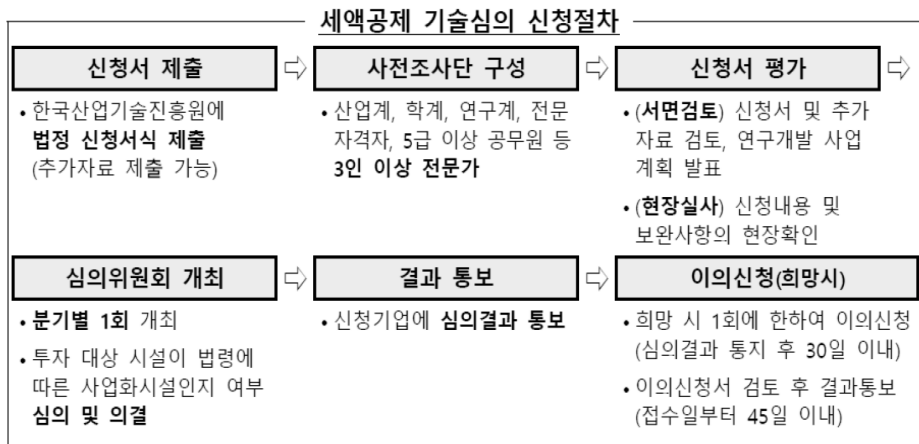 세액공제 기술심의 신청절차
신청서 제출 ⇨ 사전조사단 구성 ⇨ 신청서 평가 ⇨
• 한국산업기술진흥원에
법정 신청서식 제출
(추가자료 제출 가능)
• 산업계, 학계, 연구계, 전문
자격자, 5급 이상 공무원 등
3인 이상 전문가
• (서면검토) 신청서 및 추가
자료 검토, 연구개발 사업
계획 발표
• (현장실사) 신청내용 및
보완사항의 현장확인
심의위원회 개최 ⇨ 결과 통보 ⇨ 이의신청(희망시)
• 분기별 1회 개최
• 투자 대상 시설이 법령에
따른 사업화시설인지 여부
심의 및 의결
• 신청기업에 심의결과 통보
• 희망 시 1회에 한하여 이의신청
(심의결과 통지 후 30일 이내)
• 이의신청서 검토 후 결과통보
(접수일부터 45일 이내)